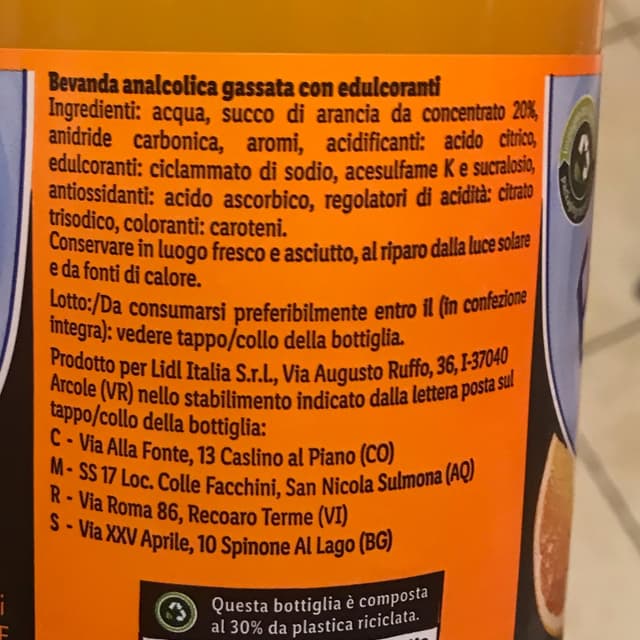 Bevanda analcolica gassata con edulcoranti
Ingredienti: acqua, succo di arancia da concentrato 20%,
anidride carbonica, aromi, acidificanti: acido citrico,
edulcoranti: ciclammato di sodio, acesulfame K e sucralosio,
antiossidanti: acido ascorbico, regolatori di acidità: citrato
trisodico, coloranti: caroteni.
Conservare in luogo fresco e asciutto, al riparo dalla luce solare
e da fonti di calore.
Lotto:/Da consumarsi preferibilmente entro il (in confezione
integra): vedere tappo/collo della bottiglia.
Prodotto per Lidl Italia S.r.l., Via Augusto Ruffo, 36, I-37040
Arcole (VR) nello stabilimento indicato dalla lettera posta sul
tappo/collo della bottiglia:
C - Via Alla Fonte, 13 Caslino al Piano (CO)
M - SS 17 Loc. Colle Facchini, San Nicola Sulmona (AQ)
R - Via Roma 86, Recoaro Terme (VI)
S - Via XXV Aprile, 10 Spinone Al Lago (BG)
Questa bottiglia è composta
al 30% da plastica riciclata.